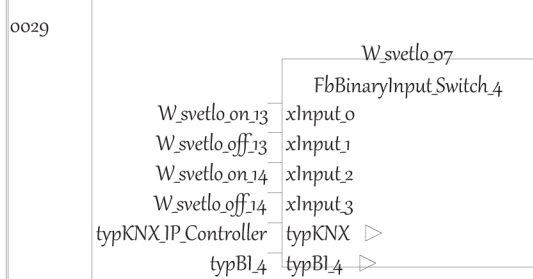 0029
W_svetlo_07
FbBinaryInput_Switch_4
W_svetlo_on_13 xInput_0
W_svetlo_off_13 xInput_1
W_svetlo_on_14 xInput_2
W_svetlo_off_14 xInput_3
typKNX_IP_Controller typKNX
typBI_4 typBI_4